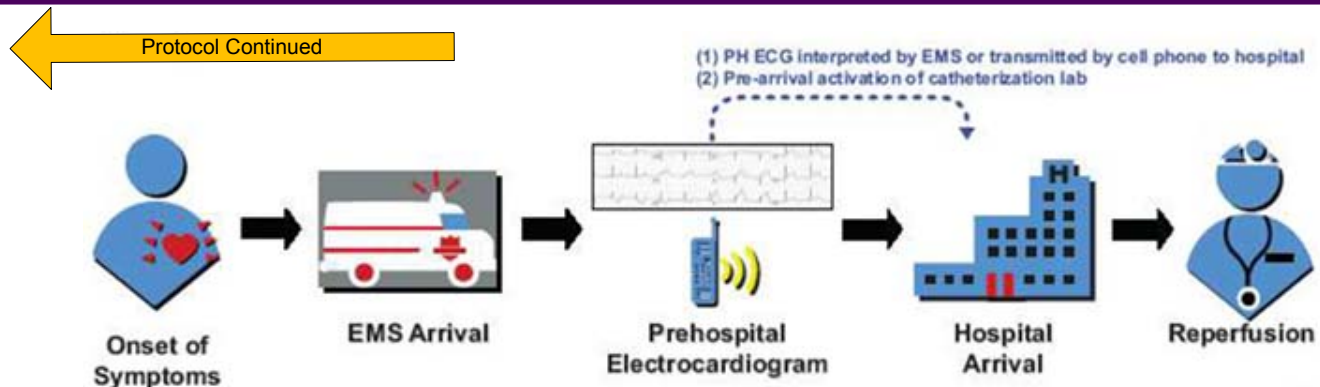 Protocol Continued
(1) PH ECG interpreted by EMS or transmitted by cell phone to hospital
(2) Pre-arrival activation of catheterization lab
H
Onset of
Symptoms
EMS Arrival
Prehospital
Electrocardiogram
Hospital
Arrival
Reperfusion